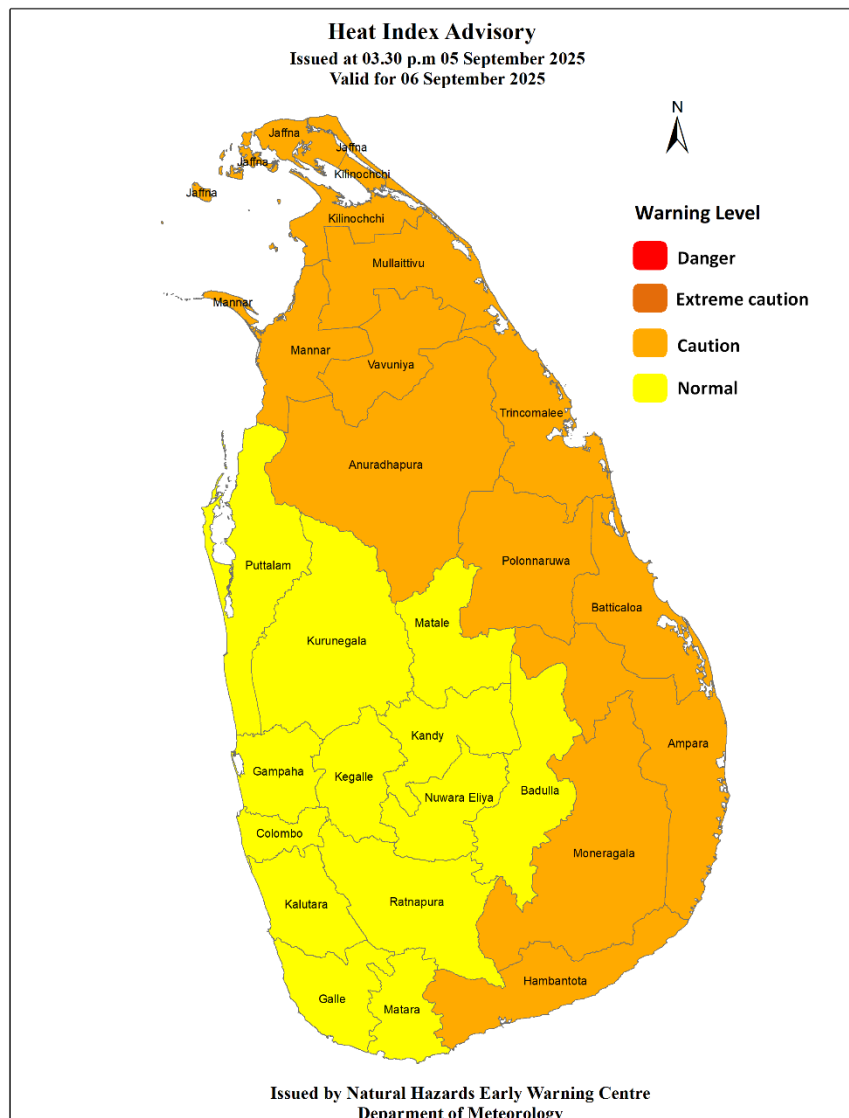 Heat Index Advisory
Issued at 03.30 p.m 05 September 2025
Valid for 06 September 2025
N
Jaffna
Jaffna
Jaffna
Kilinochchi
Jaffna
Kilinochchi
Warning Level
Mullaittivu
Danger
Mannar
Extreme caution
Mannar
Caution
Vavuniya
Normal
Trincomalee
Anuradhapura
Polonnaruwa
Puttalam
Batticaloa
Matale
Kurunegala
Kandy
Ampara
Gampaha
Kegalle
Nuwara Eliya
Badulla
Colombo
Moneragala
Kalutara
Ratnapura
Hambantota
Galle
Matara
Issued by Natural Hazards Early Warning Centre
Deparment of Meteorology